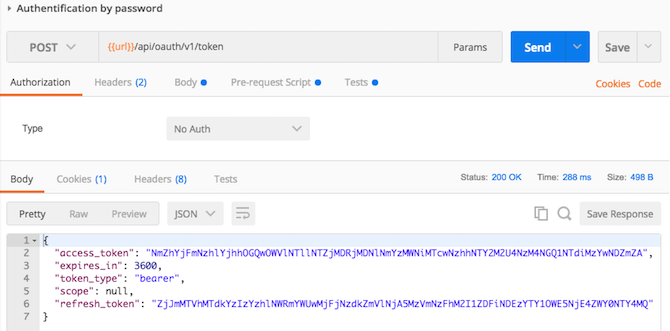 Authentification by password
POST {{url}}/api/oauth/v1/token Params Send Save
Authorization Headers (2) Body Pre-request Script Tests Cookies Code
Type No Auth
Body Cookies (1) Headers (8) Tests Status: 200 OK Time: 288 ms Size: 498 B
Pretty Raw Preview JSON Save Response
1 {
2 "access_token": "NmZhYjFmNzhlYjhhOGQwOWVlNTllNTZjMDRjMDNlNmYzMWNiMTcwNzhhNTY2M2U4NzM4NGQ1NTdiMzYwNDZmZA",
3 "expires_in": 3600,
4 "token_type": "bearer",
5 "scope": null,
6 "refresh_token": "ZjJmMTVhMTdkYzIzYzhlNWRmYWUwMjFjNzdkZmVlNjA5MzVmNzFhM2I1ZDFiNDEzYTY1OWE5NjE4ZWY0NTY4MQ"
7 }